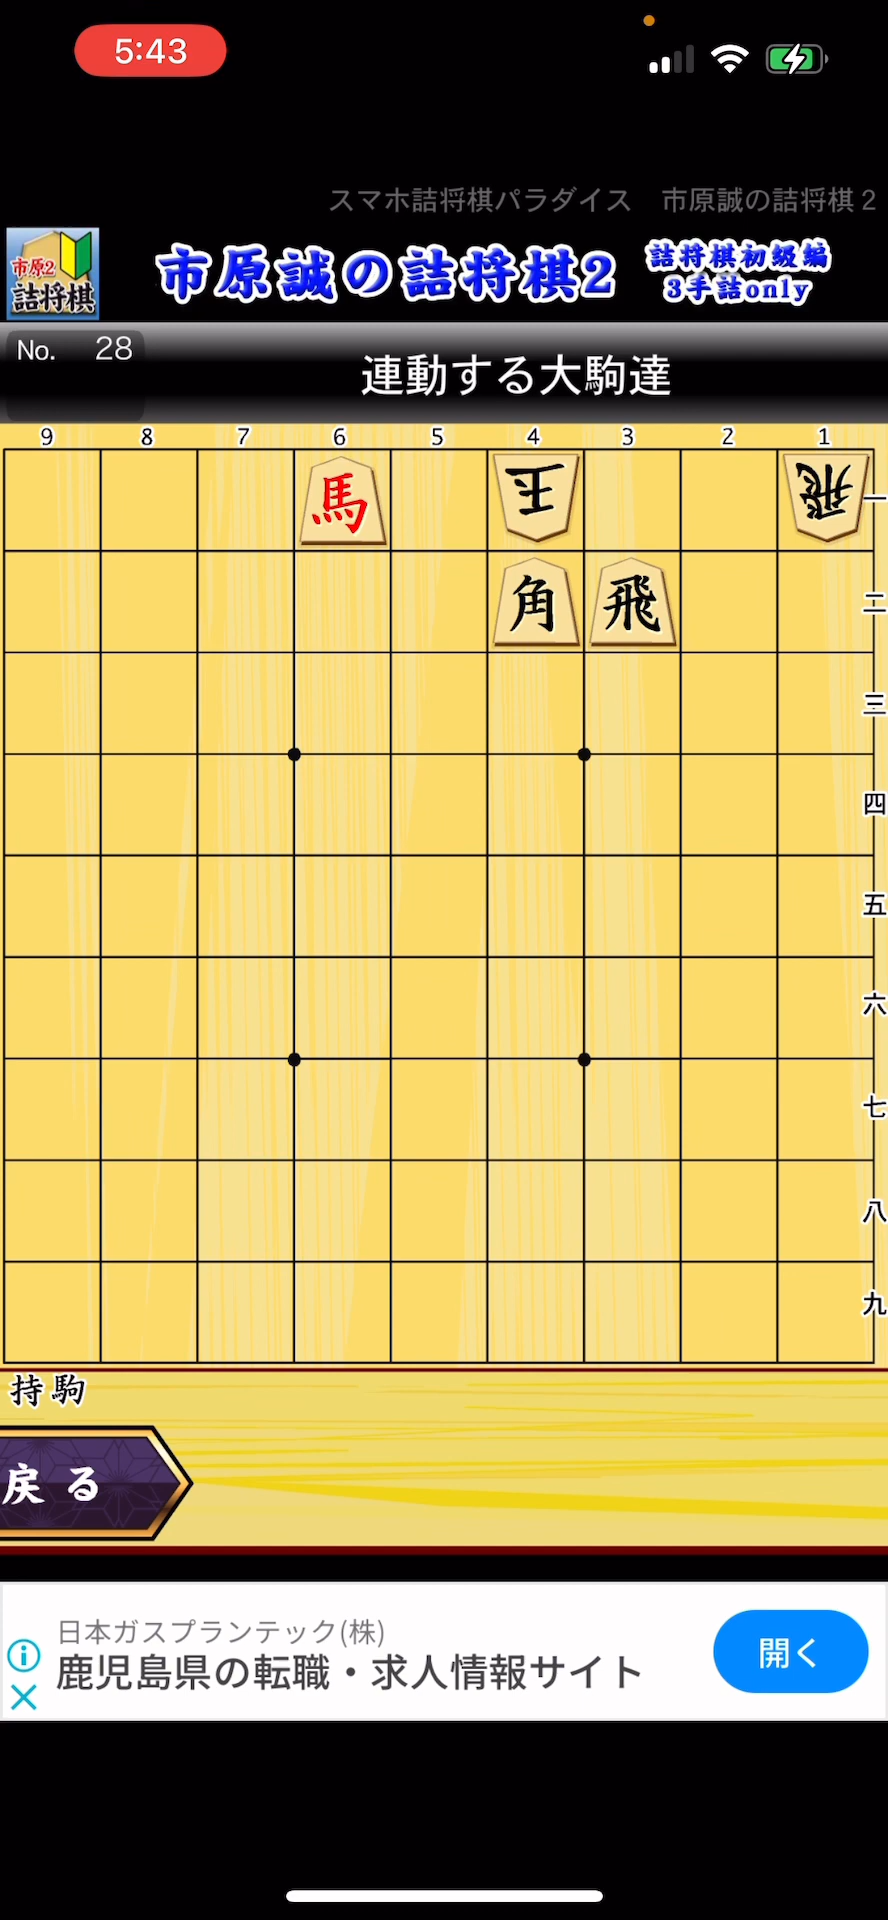 5:43
スマホ詰将棋パラダイス 市原誠の詰将棋2
市原2
詰将棋
市原誠の詰将棋2
詰将棋初級編
3手詰only
No. 28
連動する大駒達
9 8 7 6 5 4 3 2 1
馬 王 飛 一
角 飛 二
三
四
五
六
七
八
九
持駒
戻る
日本ガスプランテック(株)
鹿児島県の転職・求人情報サイト
開く